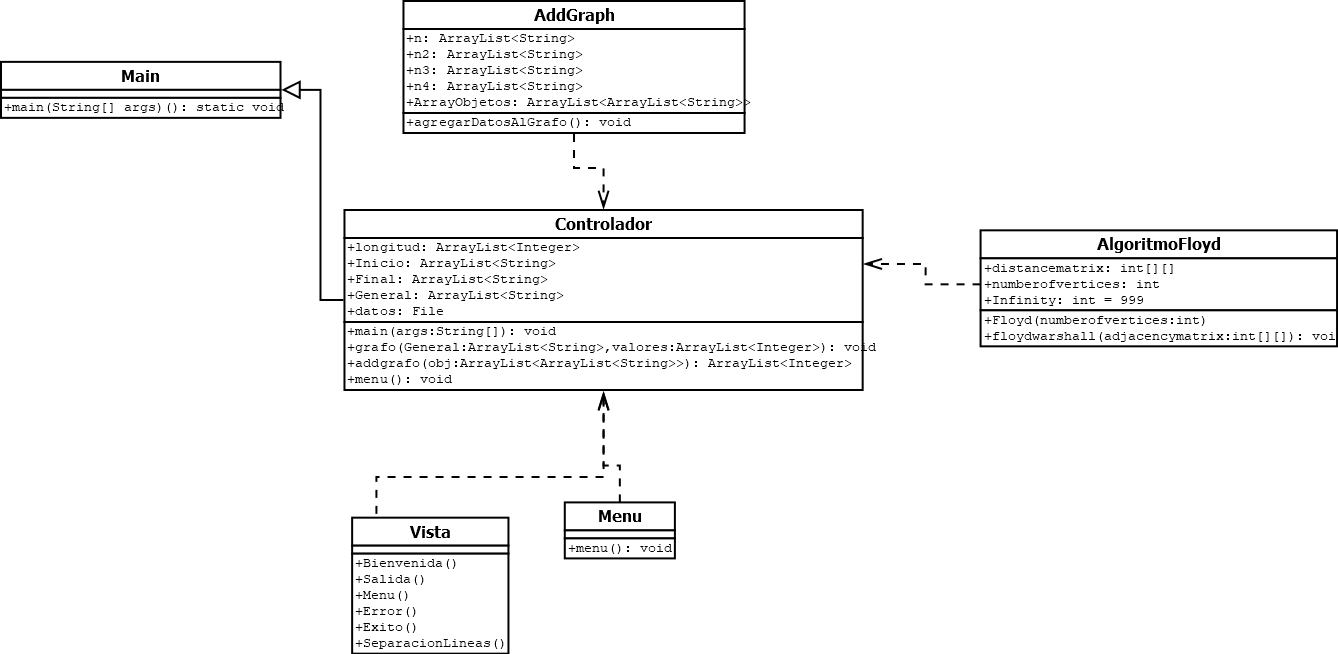 AddGraph
+n: ArrayList<String>
+n2: ArrayList<String>
+n3: ArrayList<String>
+n4: ArrayList<String>
+ArrayObjetos: ArrayList<ArrayList<String>>
+agregarDatosAlGrafo(): void
Main
+main(String[] args)(): static void
Controlador
+longitud: ArrayList<Integer>
+Inicio: ArrayList<String>
+Final: ArrayList<String>
+General: ArrayList<String>
+datos: File
+main(args:String[]): void
+grafo(General:ArrayList<String>,valores:ArrayList<Integer>): void
+addgrafo(obj:ArrayList<ArrayList<String>>): ArrayList<Integer>
+menu(): void
AlgoritmoFloyd
+distancematrix: int[][]
+numberofvertices: int
+Infinity: int = 999
+Floyd(numberofvertices:int)
+floydwarshall(adjacencymatrix:int[][]): voi
Vista
+Bienvenida()
+Salida()
+Menu()
+Error()
+Exito()
+SeparacionLineas()
Menu
+menu(): void